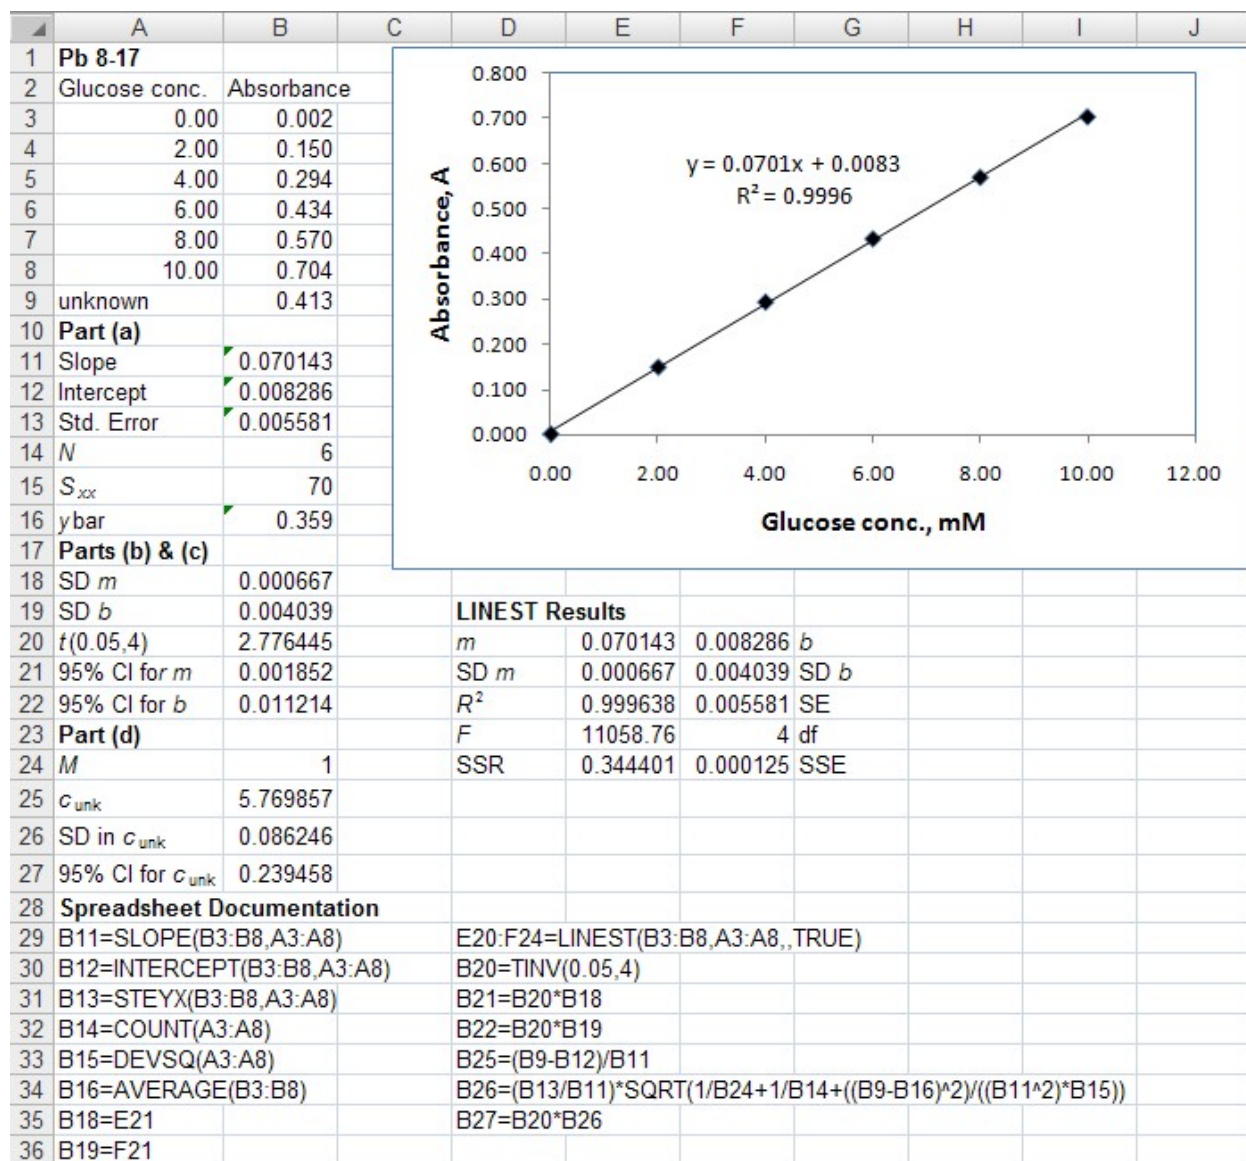 A B C D E F G H I J
1 Pb 8-17
2 Glucose conc. Absorbance
3 0.00 0.002
4 2.00 0.150
5 4.00 0.294
6 6.00 0.434
7 8.00 0.570
8 10.00 0.704
9 unknown 0.413
10 Part (a)
11 Slope 0.070143
12 Intercept 0.008286
13 Std. Error 0.005581
14 N 6
15 Sxx 70
16 ybar 0.359
0.800
0.700
0.600
0.500
0.400
0.300
0.200
0.100
0.000
Absorbance, A
y = 0.0701x + 0.0083
R² = 0.9996
0.00 2.00 4.00 6.00 8.00 10.00 12.00
Glucose conc., mM
17 Parts (b) & (c)
18 SD m 0.000667
19 SD b 0.004039 LINEST Results
20 t(0.05,4) 2.776445 m 0.070143 0.008286 b
21 95% CI for m 0.001852 SD m 0.000667 0.004039 SD b
22 95% CI for b 0.011214 R² 0.999638 0.005581 SE
23 Part (d) F 11058.76 4 df
24 M 1 SSR 0.344401 0.000125 SSE
25 c unk 5.769857
26 SD in c unk 0.086246
27 95% CI for c unk 0.239458
28 Spreadsheet Documentation
29 B11=SLOPE(B3:B8,A3:A8) E20:F24=LINEST(B3:B8,A3:A8,,TRUE)
30 B12=INTERCEPT(B3:B8,A3:A8) B20=TINV(0.05,4)
31 B13=STEYX(B3:B8,A3:A8) B21=B20*B18
32 B14=COUNT(A3:A8) B22=B20*B19
33 B15=DEVSQ(A3:A8) B25=(B9-B12)/B11
34 B16=AVERAGE(B3:B8) B26=(B13/B11)*SQRT(1/B24+1/B14+((B9-B16)^2)/((B11^2)*B15))
35 B18=E21 B27=B20*B26
36 B19=F21